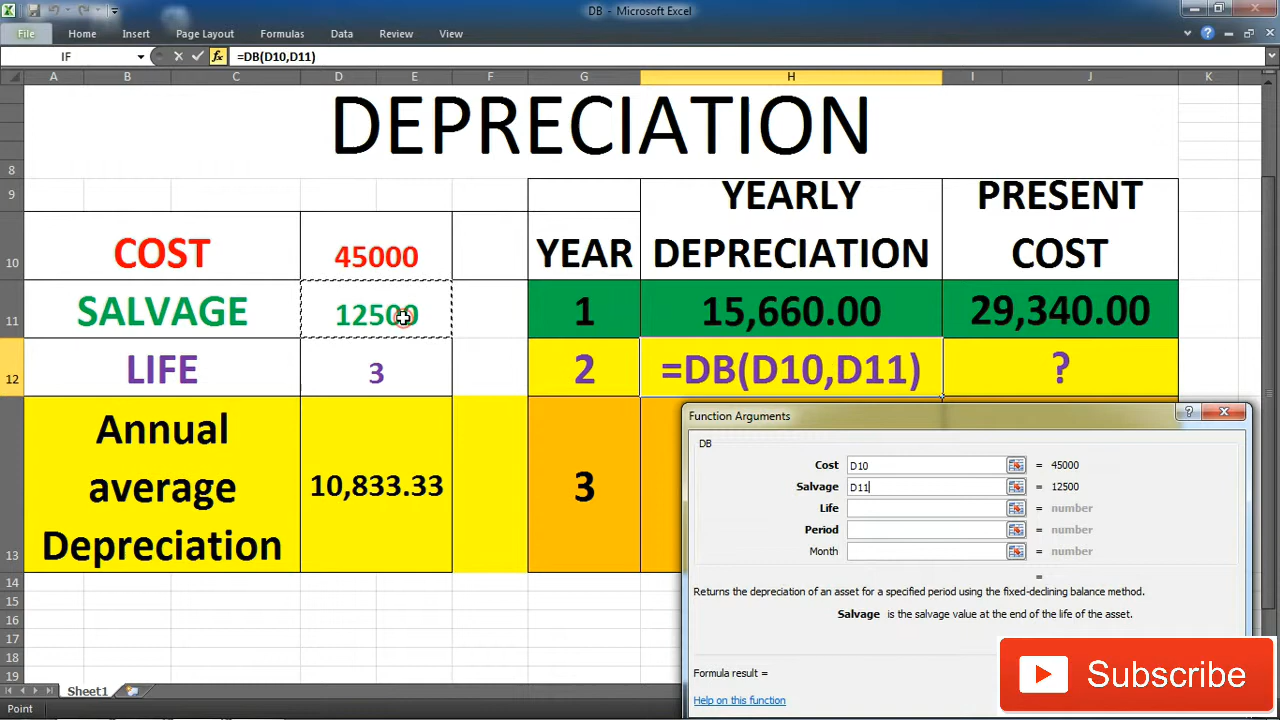 DB - Microsoft Excel
File Home Insert Page Layout Formulas Data Review View
IF fx =DB(D10,D11)
A B C D E F G H I J K
DEPRECIATION
8
9
YEARLY PRESENT
10 COST 45000 YEAR DEPRECIATION COST
11 SALVAGE 12500 1 15,660.00 29,340.00
12 LIFE 3 2 =DB(D10,D11) ?
Annual
average 10,833.33 3
13 Depreciation
14
15
16
17
18
19
Function Arguments
DB
Cost D10 = 45000
Salvage D11 = 12500
Life = number
Period = number
Month = number
=
Returns the depreciation of an asset for a specified period using the fixed-declining balance method.
Salvage is the salvage value at the end of the life of the asset.
Formula result =
Help on this function
Subscribe
Sheet1
Point